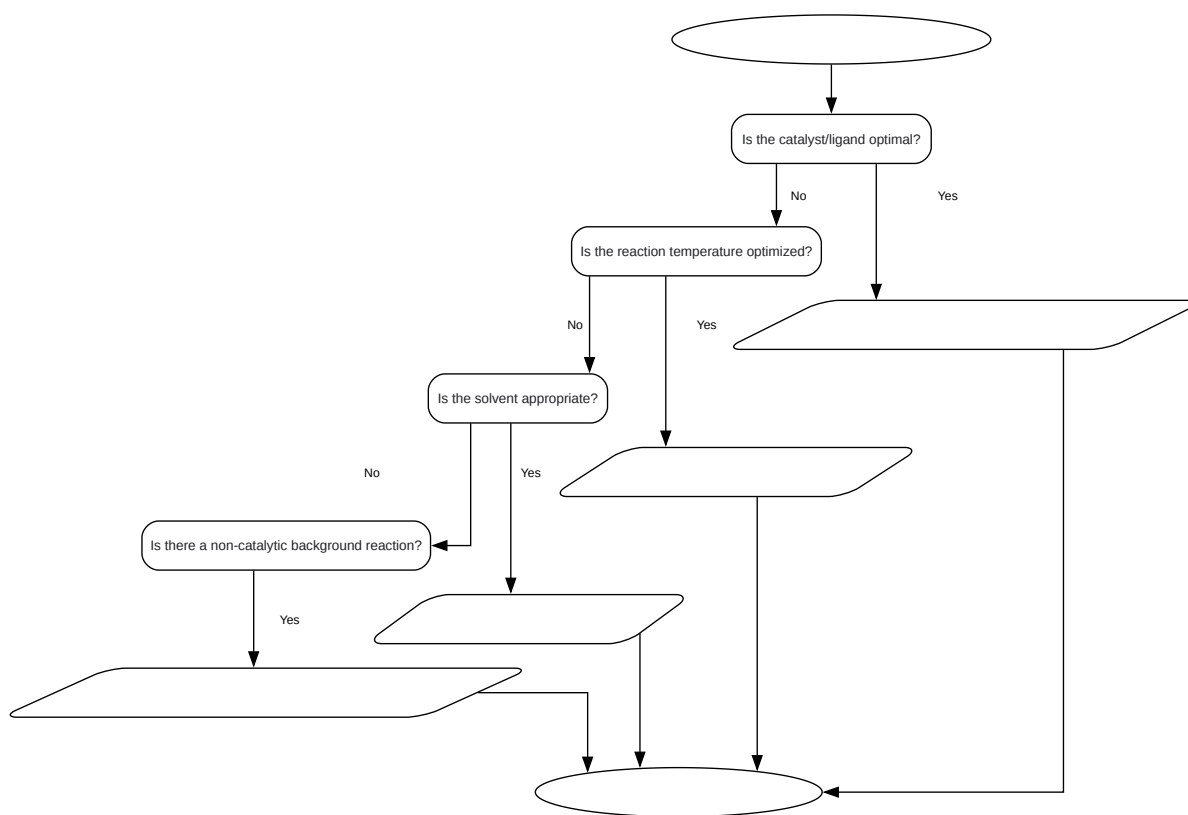 Is the catalyst/ligand optimal?
No
Yes
Is the reaction temperature optimized?
No
Yes
Is the solvent appropriate?
No
Yes
Is there a non-catalytic background reaction?
Yes